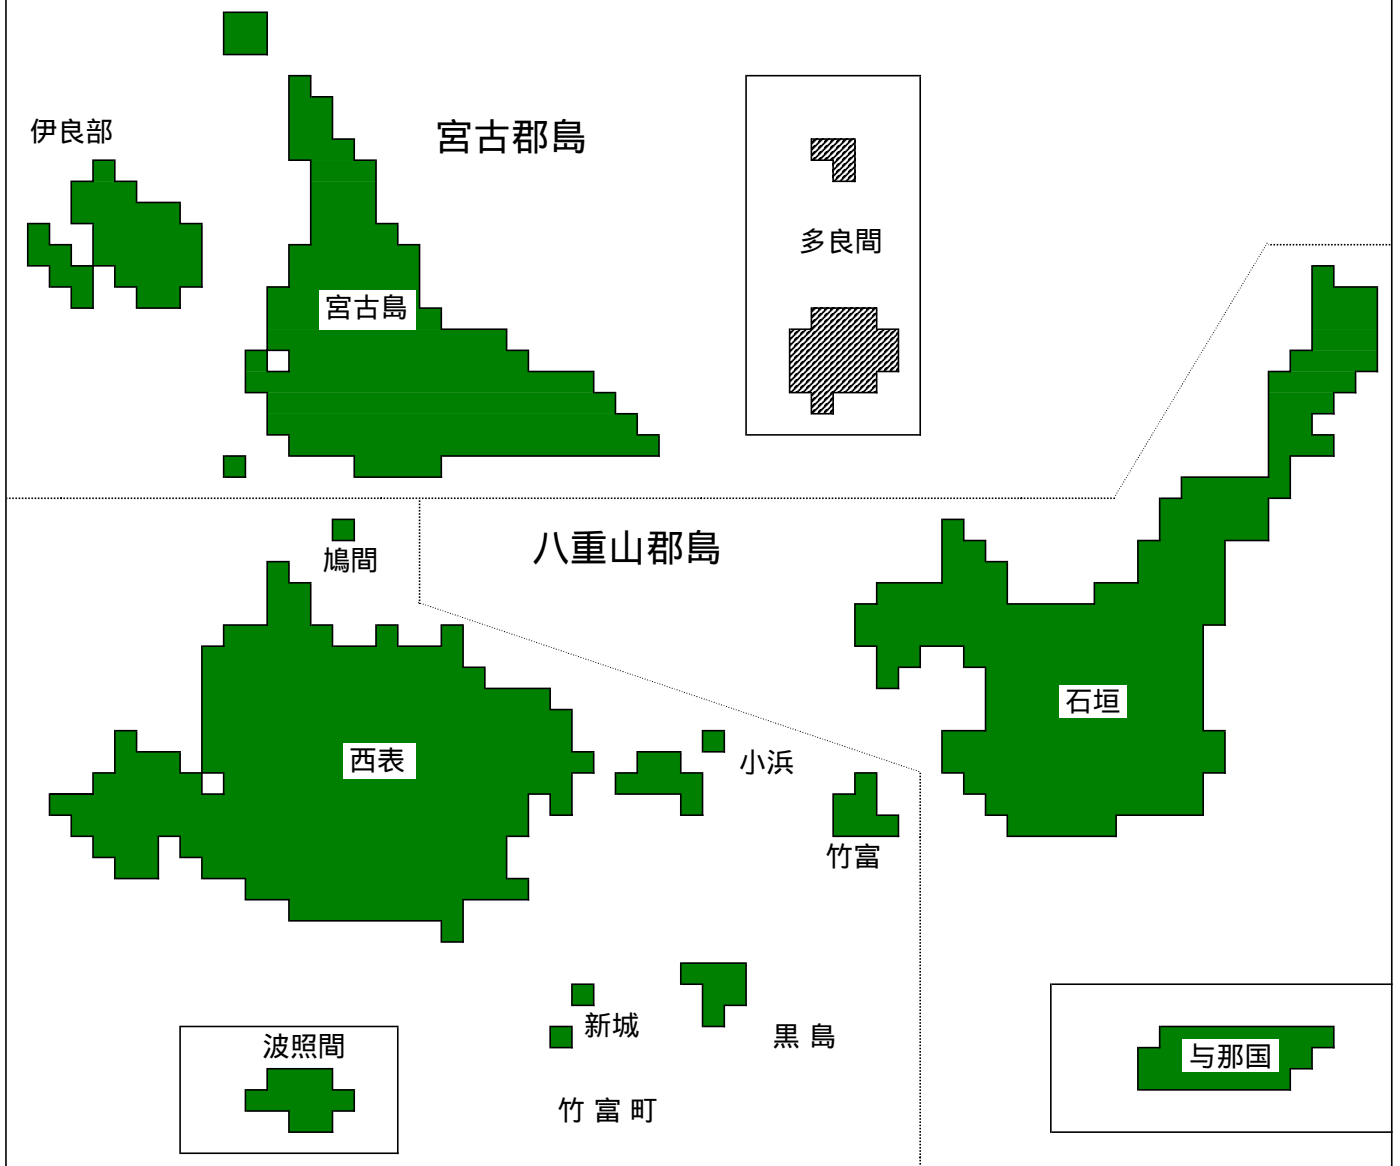 伊良部
宮古郡島
多良間
宮古島
鳩間
八重山郡島
石垣
西表
小浜
竹富
新城
黒 島
波照間
与那国
竹 富 町